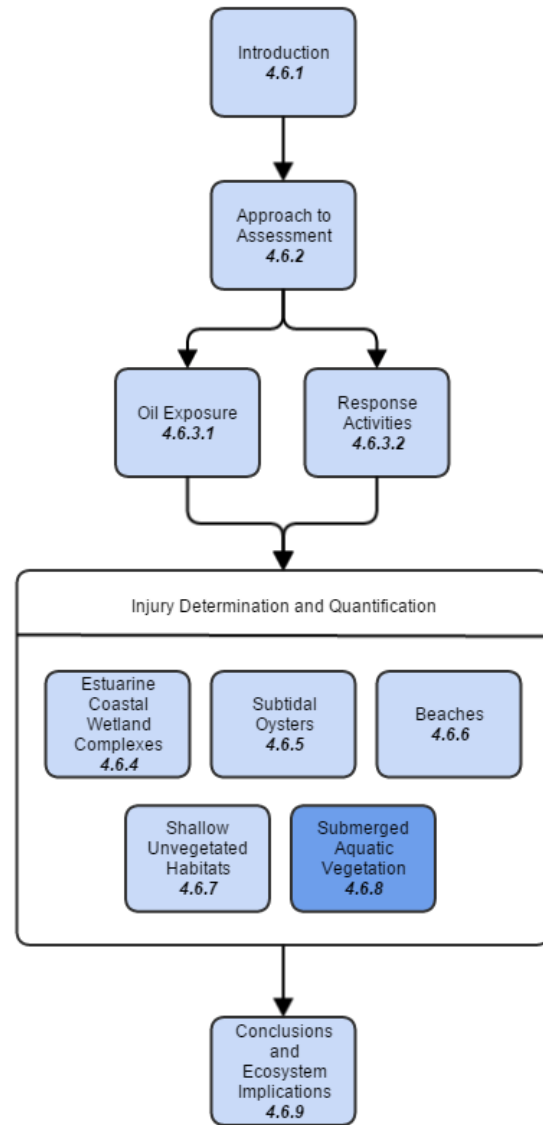 Introduction
4.6.1
Approach to
Assessment
4.6.2
Oil Exposure
4.6.3.1
Response
Activities
4.6.3.2
Injury Determination and Quantification
Estuarine
Coastal
Wetland
Complexes
4.6.4
Subtidal
Oysters
4.6.5
Beaches
4.6.6
Shallow
Unvegetated
Habitats
4.6.7
Submerged
Aquatic
Vegetation
4.6.8
Conclusions
and
Ecosystem
Implications
4.6.9